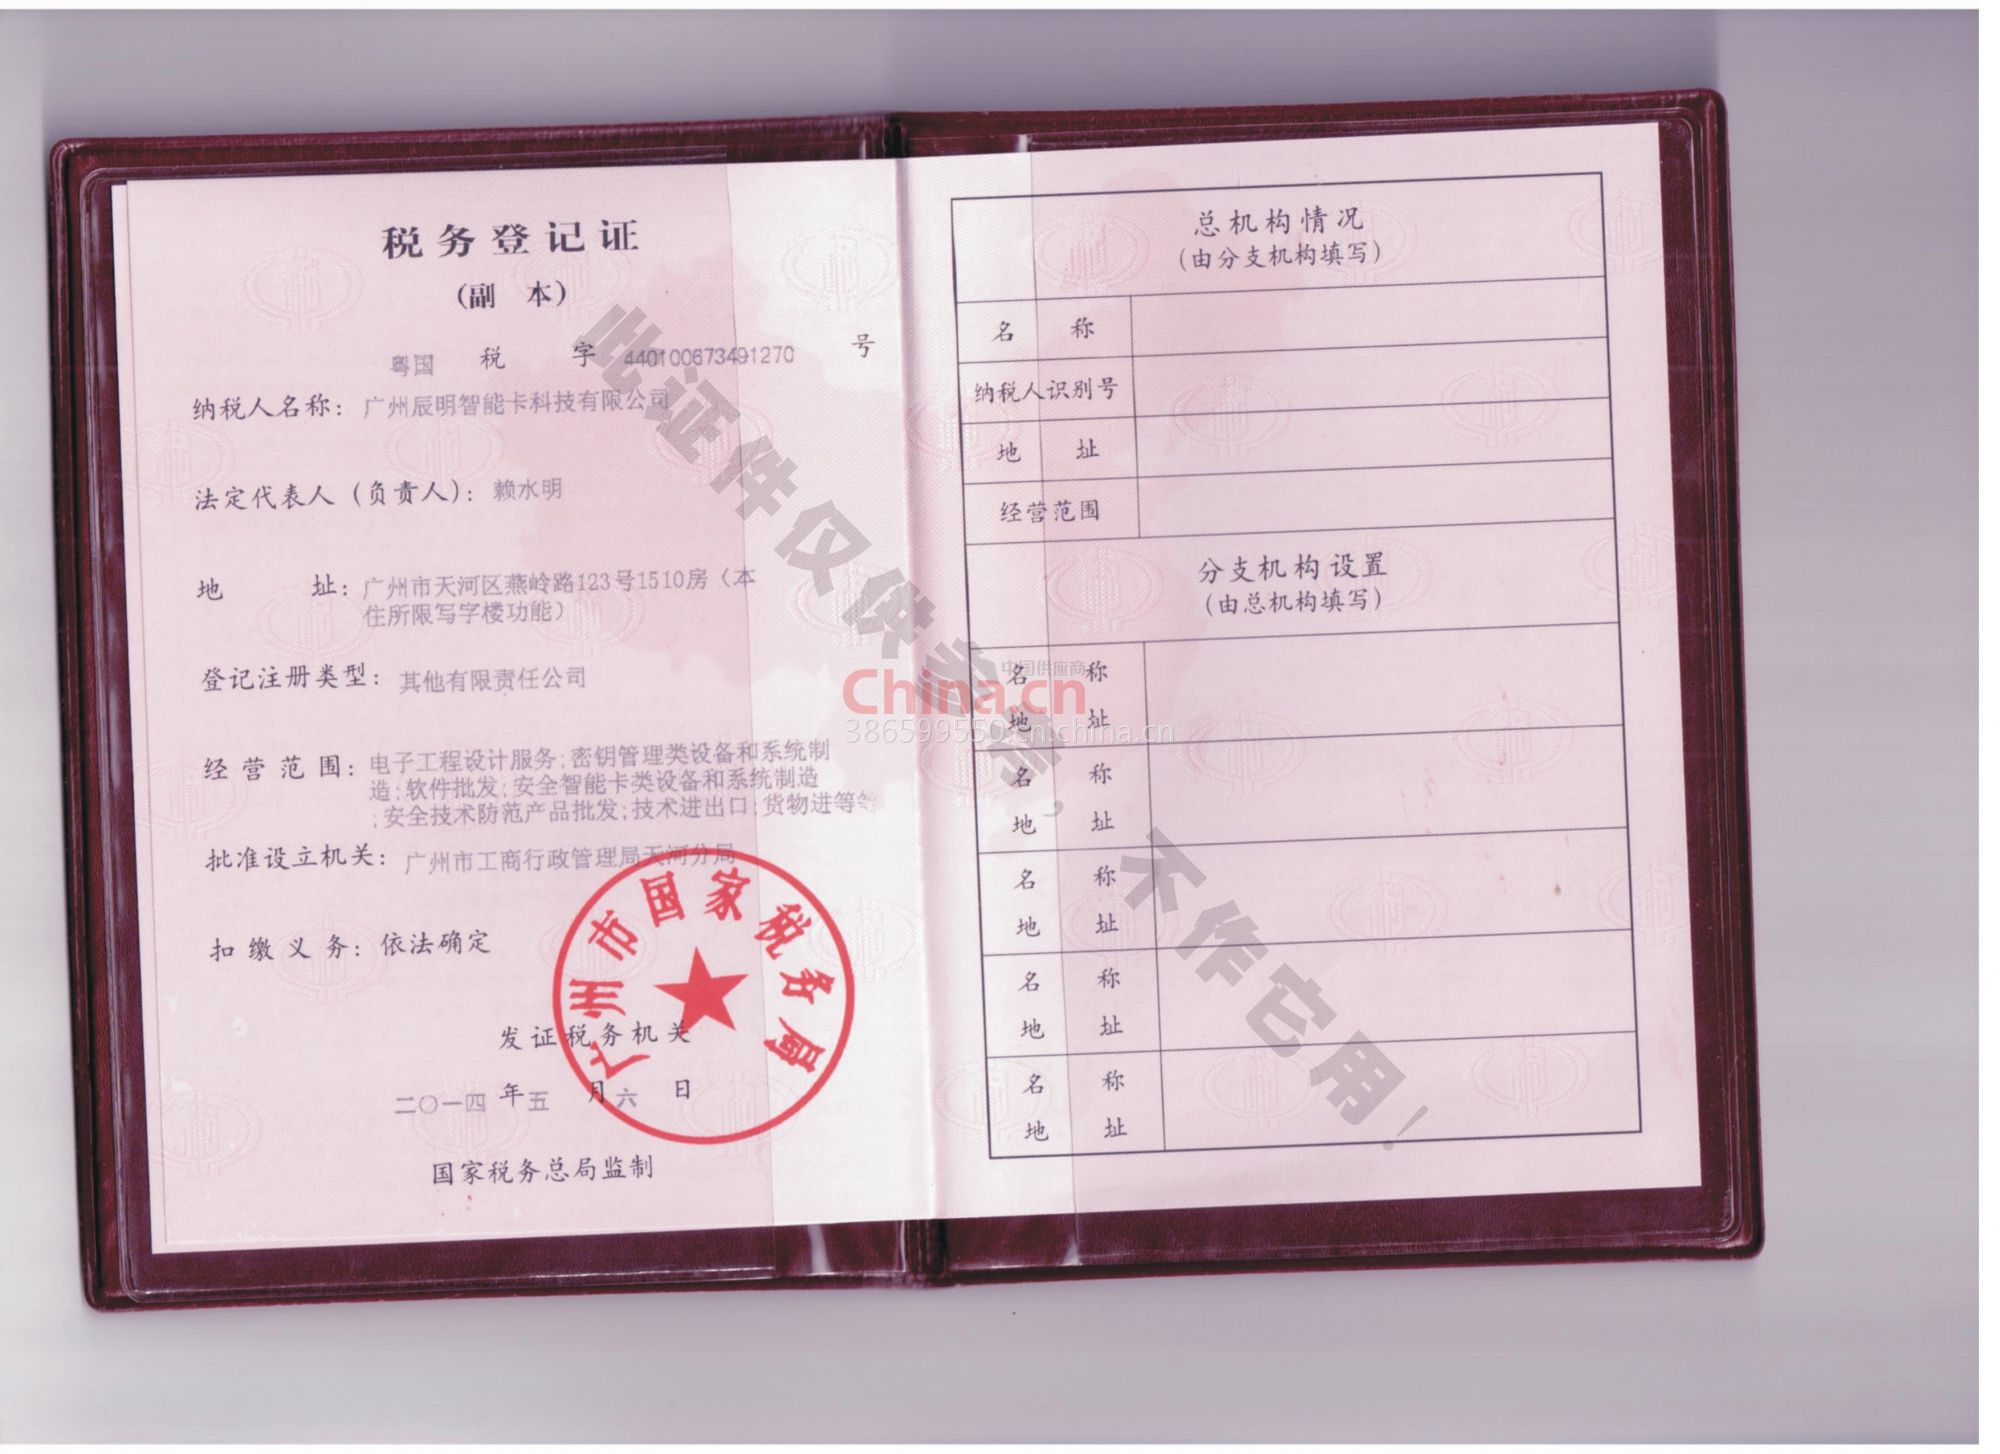 税务登记证
(副 本)
粤国 税 字 440100673491270 号
纳税人名称: 广州辰明智能卡科技有限公司
法定代表人(负责人): 赖水明
地 址: 广州市天河区燕岭路123号1510房(本
住所限写字楼功能)
登记注册类型: 其他有限责任公司
经营范围: 电子工程设计服务;密钥管理类设备和系统制
造;软件批发;安全智能卡类设备和系统制造
;安全技术防范产品批发;技术进出口;货物进等等
批准设立机关: 广州市工商行政管理局天河分局
扣缴义务: 依法确定
广州市国家税务局
发证税务机关
二〇一四 年 五 月 六 日
国家税务总局监制
总机构情况
(由分支机构填写)
名 称
纳税人识别号
地 址
经营范围
分支机构设置
(由总机构填写)
名 称
地 址
名 称
地 址
名 称
地 址
名 称
地 址
名 称
地 址
此证件仅供参考,不作它用!
中国供应商
China.cn
386599550.cn.china.cn